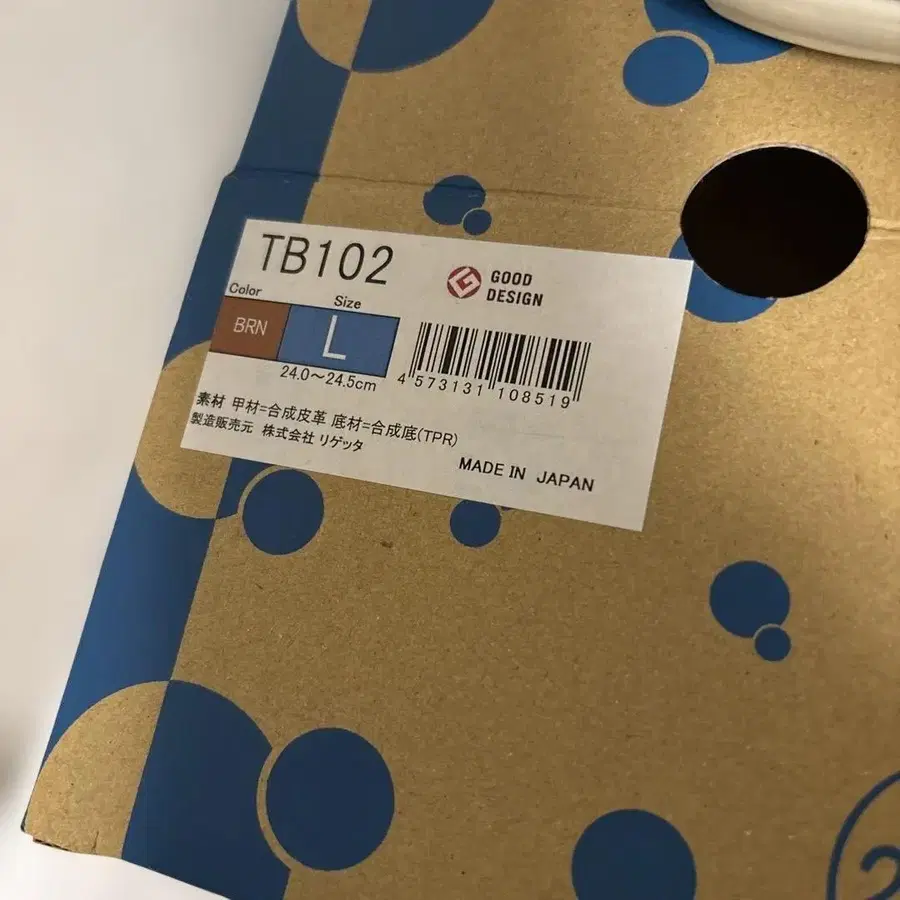 TB102
GOOD
DESIGN
Color
Size
BRN
L
24.0～24.5cm
4 573131 108519
素材 甲材=合成皮革 底材=合成底(TPR)
製造販売元 株式会社 リゲッタ
MADE IN JAPAN
2